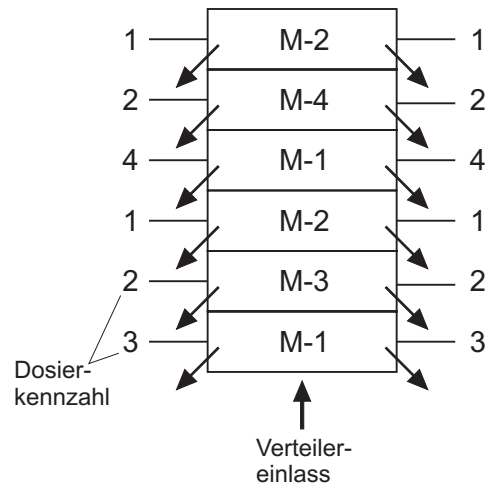 1 M-2 1
2 M-4 2
4 M-1 4
1 M-2 1
2 M-3 2
3 M-1 3
Dosier-
kennzahl
Verteiler-
einlass